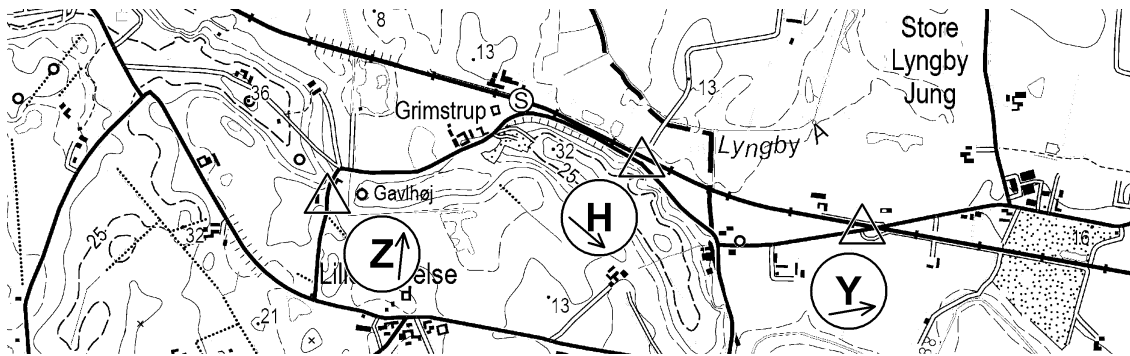 8
Store
Lyngby
Jung
13
S
36
13
Grimstrup
Lyngby Å
32
25
Gavlhøj
H
32
25
16
Z
Y
13
21